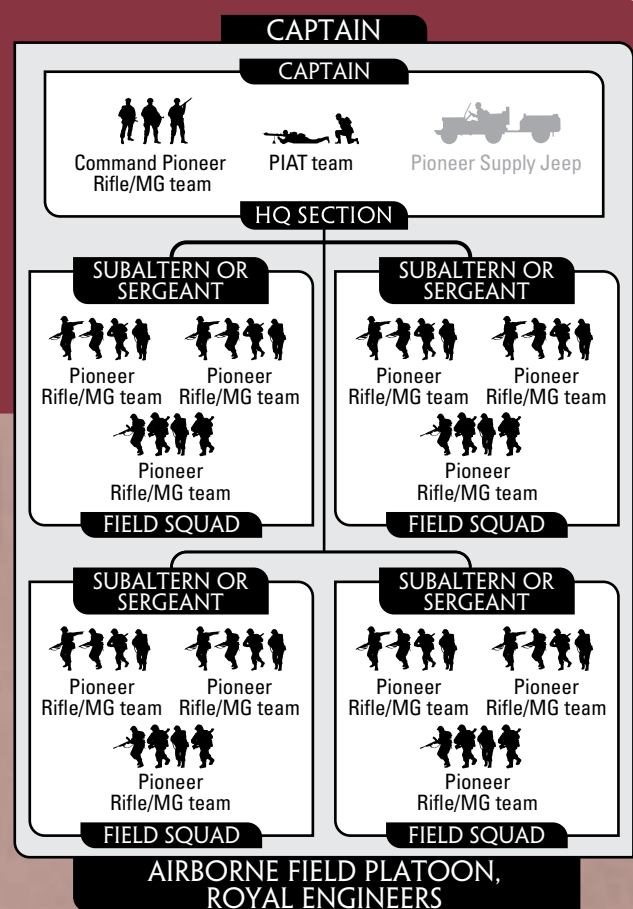 CAPTAIN
CAPTAIN
Command Pioneer
Rifle/MG team
PIAT team
Pioneer Supply Jeep
HQ SECTION
SUBALTERN OR
SERGEANT
Pioneer
Rifle/MG team
Pioneer
Rifle/MG team
Pioneer
Rifle/MG team
FIELD SQUAD
SUBALTERN OR
SERGEANT
Pioneer
Rifle/MG team
Pioneer
Rifle/MG team
Pioneer
Rifle/MG team
FIELD SQUAD
SUBALTERN OR
SERGEANT
Pioneer
Rifle/MG team
Pioneer
Rifle/MG team
Pioneer
Rifle/MG team
FIELD SQUAD
SUBALTERN OR
SERGEANT
Pioneer
Rifle/MG team
Pioneer
Rifle/MG team
Pioneer
Rifle/MG team
FIELD SQUAD
AIRBORNE FIELD PLATOON,
ROYAL ENGINEERS